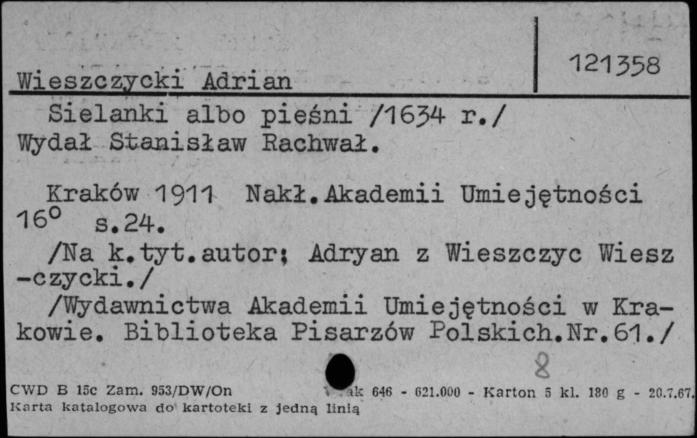 121358
Wieszczycki Adrian
Sielanki albo pieśni /1634 r./
Wydał Stanisław Rachwał.
Kraków 1911 Nakł.Akademii Umiejętności
16° s.24.
/Na k.tyt.autor; Adryan z Wieszczyc Wiesz
-czycki./
/Wydawnictwa Akademii Umiejętności w Kra-
kowie. Biblioteka Pisarzów Polskich.Nr.61./
8
CWD B 15c Zam. 953/DW/On 646 - 621.000 - Karton 5 kl. 180 g - 20.7.67.
Karta katalogowa do kartoteki z jedną linią